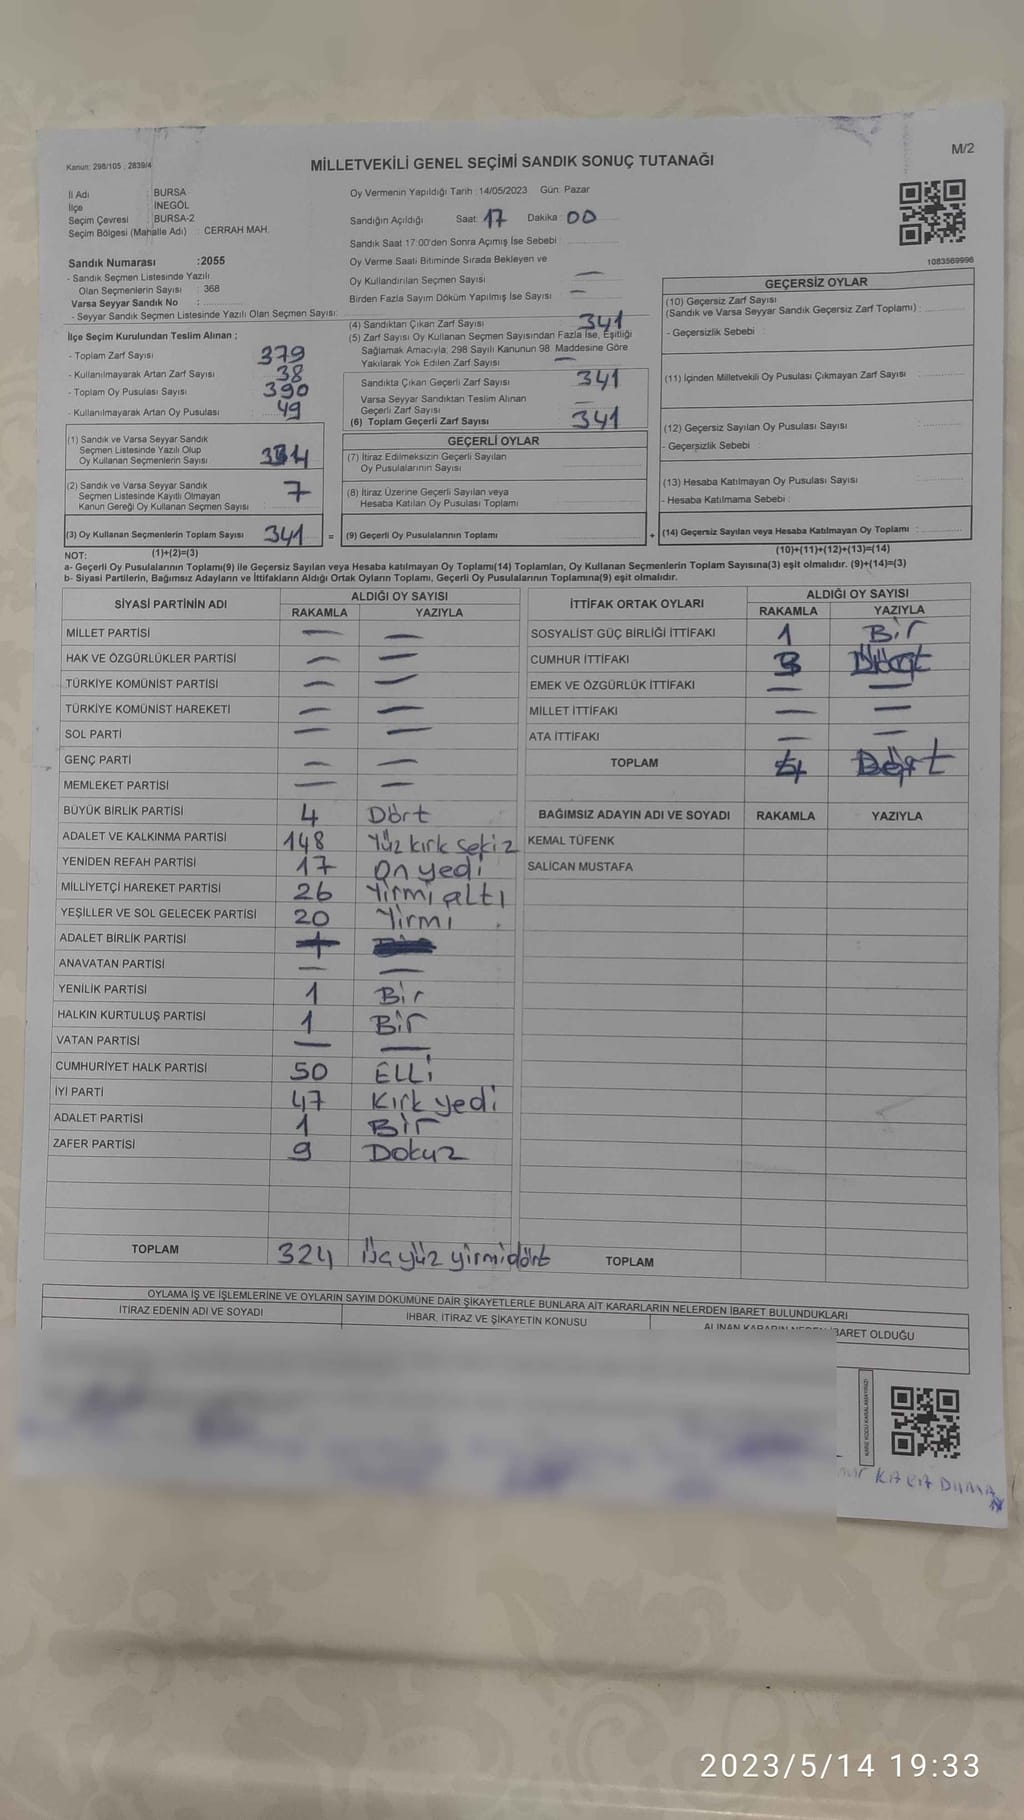 Kanun: 298/105 , 2839/4
MİLLETVEKİLİ GENEL SEÇİMİ SANDIK SONUÇ TUTANAĞI
M/2
İl Adı : BURSA
İlçe : İNEGÖL
Seçim Çevresi : BURSA-2
Seçim Bölgesi (Mahalle Adı) : CERRAH MAH.
Sandık Numarası :2055
- Sandık Seçmen Listesinde Yazılı
Olan Seçmenlerin Sayısı : 368
Varsa Seyyar Sandık No :
- Seyyar Sandık Seçmen Listesinde Yazılı Olan Seçmen Sayısı:
Oy Vermenin Yapıldığı Tarih :14/05/2023 Gün: Pazar
Sandığın Açıldığı Saat: 17 Dakika: 00
Sandık Saat 17:00'den Sonra Açımış İse Sebebi :
Oy Verme Saati Bitiminde Sırada Bekleyen ve
Oy Kullandırılan Seçmen Sayısı —
Birden Fazla Sayım Döküm Yapılmış İse Sayısı —
1083569996
İlçe Seçim Kurulundan Teslim Alınan ;
- Toplam Zarf Sayısı 379
- Kullanılmayarak Artan Zarf Sayısı 38
- Toplam Oy Pusulası Sayısı 390
- Kullanılmayarak Artan Oy Pusulası 49
(1) Sandık ve Varsa Seyyar Sandık
Seçmen Listesinde Yazılı Olup
Oy Kullanan Seçmenlerin Sayısı 334
(2) Sandık ve Varsa Seyyar Sandık
Seçmen Listesinde Kayıtlı Olmayan
Kanun Gereği Oy Kullanan Seçmen Sayısı 7
(3) Oy Kullanan Seçmenlerin Toplam Sayısı 341 =
(4) Sandıktan Çıkan Zarf Sayısı 341
(5) Zarf Sayısı Oy Kullanan Seçmen Sayısından Fazla İse, Eşitliği
Sağlamak Amacıyla, 298 Sayılı Kanunun 98. Maddesine Göre
Yakılarak Yok Edilen Zarf Sayısı —
Sandıkta Çıkan Geçerli Zarf Sayısı 341
Varsa Seyyar Sandıktan Teslim Alınan
Geçerli Zarf Sayısı —
(6) Toplam Geçerli Zarf Sayısı 341
GEÇERLİ OYLAR
(7) İtiraz Edilmeksizin Geçerli Sayılan
Oy Pusulalarının Sayısı
(8) İtiraz Üzerine Geçerli Sayılan veya
Hesaba Katılan Oy Pusulası Toplamı
(9) Geçerli Oy Pusulalarının Toplamı +
GEÇERSİZ OYLAR
(10) Geçersiz Zarf Sayısı
(Sandık ve Varsa Seyyar Sandık Geçersiz Zarf Toplamı) :
- Geçersizlik Sebebi :
(11) İçinden Milletvekili Oy Pusulası Çıkmayan Zarf Sayısı
(12) Geçersiz Sayılan Oy Pusulası Sayısı
- Geçersizlik Sebebi :
(13) Hesaba Katılmayan Oy Pusulası Sayısı
- Hesaba Katılmama Sebebi :
(14) Geçersiz Sayılan veya Hesaba Katılmayan Oy Toplamı :
NOT: (1)+(2)=(3) (10)+(11)+(12)+(13)=(14)
a- Geçerli Oy Pusulalarının Toplamı(9) ile Geçersiz Sayılan veya Hesaba Katılmayan Oy Toplamı(14) Toplamları, Oy Kullanan Seçmenlerin Toplam Sayısına(3) eşit olmalıdır. (9)+(14)=(3)
b- Siyasi Partilerin, Bağımsız Adayların ve İttifakların Aldığı Ortak Oyların Toplamı, Geçerli Oy Pusulalarının Toplamına(9) eşit olmalıdır.
SİYASİ PARTİNİN ADI ALDIĞI OY SAYISI
RAKAMLA YAZIYLA
MİLLET PARTİSİ — —
HAK VE ÖZGÜRLÜKLER PARTİSİ — —
TÜRKİYE KOMÜNİST PARTİSİ — —
TÜRKİYE KOMÜNİST HAREKETİ — —
SOL PARTİ — —
GENÇ PARTİ — —
MEMLEKET PARTİSİ — —
BÜYÜK BİRLİK PARTİSİ 4 Dört
ADALET VE KALKINMA PARTİSİ 148 Yüz kırk sekiz
YENİDEN REFAH PARTİSİ 17 On yedi
MİLLİYETÇİ HAREKET PARTİSİ 26 Yirmi altı
YEŞİLLER VE SOL GELECEK PARTİSİ 20 Yirmi
ADALET BİRLİK PARTİSİ
ANAVATAN PARTİSİ — —
YENİLİK PARTİSİ 1 Bir
HALKIN KURTULUŞ PARTİSİ 1 Bir
VATAN PARTİSİ — —
CUMHURİYET HALK PARTİSİ 50 ELLİ
İYİ PARTİ 47 Kırk yedi
ADALET PARTİSİ 1 Bir
ZAFER PARTİSİ 9 Dokuz
TOPLAM 324 Üç yüz yirmidört
İTTİFAK ORTAK OYLARI ALDIĞI OY SAYISI
RAKAMLA YAZIYLA
SOSYALİST GÜÇ BİRLİĞİ İTTİFAKI 1 Bir
CUMHUR İTTİFAKI 3
EMEK VE ÖZGÜRLÜK İTTİFAKI — —
MİLLET İTTİFAKI — —
ATA İTTİFAKI — —
TOPLAM 4 Dört
BAĞIMSIZ ADAYIN ADI VE SOYADI RAKAMLA YAZIYLA
KEMAL TÜFENK
SALİCAN MUSTAFA
TOPLAM
OYLAMA İŞ VE İŞLEMLERİNE VE OYLARIN SAYIM DÖKÜMÜNE DAİR ŞİKAYETLERLE BUNLARA AİT KARARLARIN NELERDEN İBARET BULUNDUKLARI
İTİRAZ EDENİN ADI VE SOYADI İHBAR, İTİRAZ VE ŞİKAYETİN KONUSU ALINAN KARARIN NEDEN İBARET OLDUĞU
KARE KODU KARALAMAYINIZ!
2023/5/14 19:33